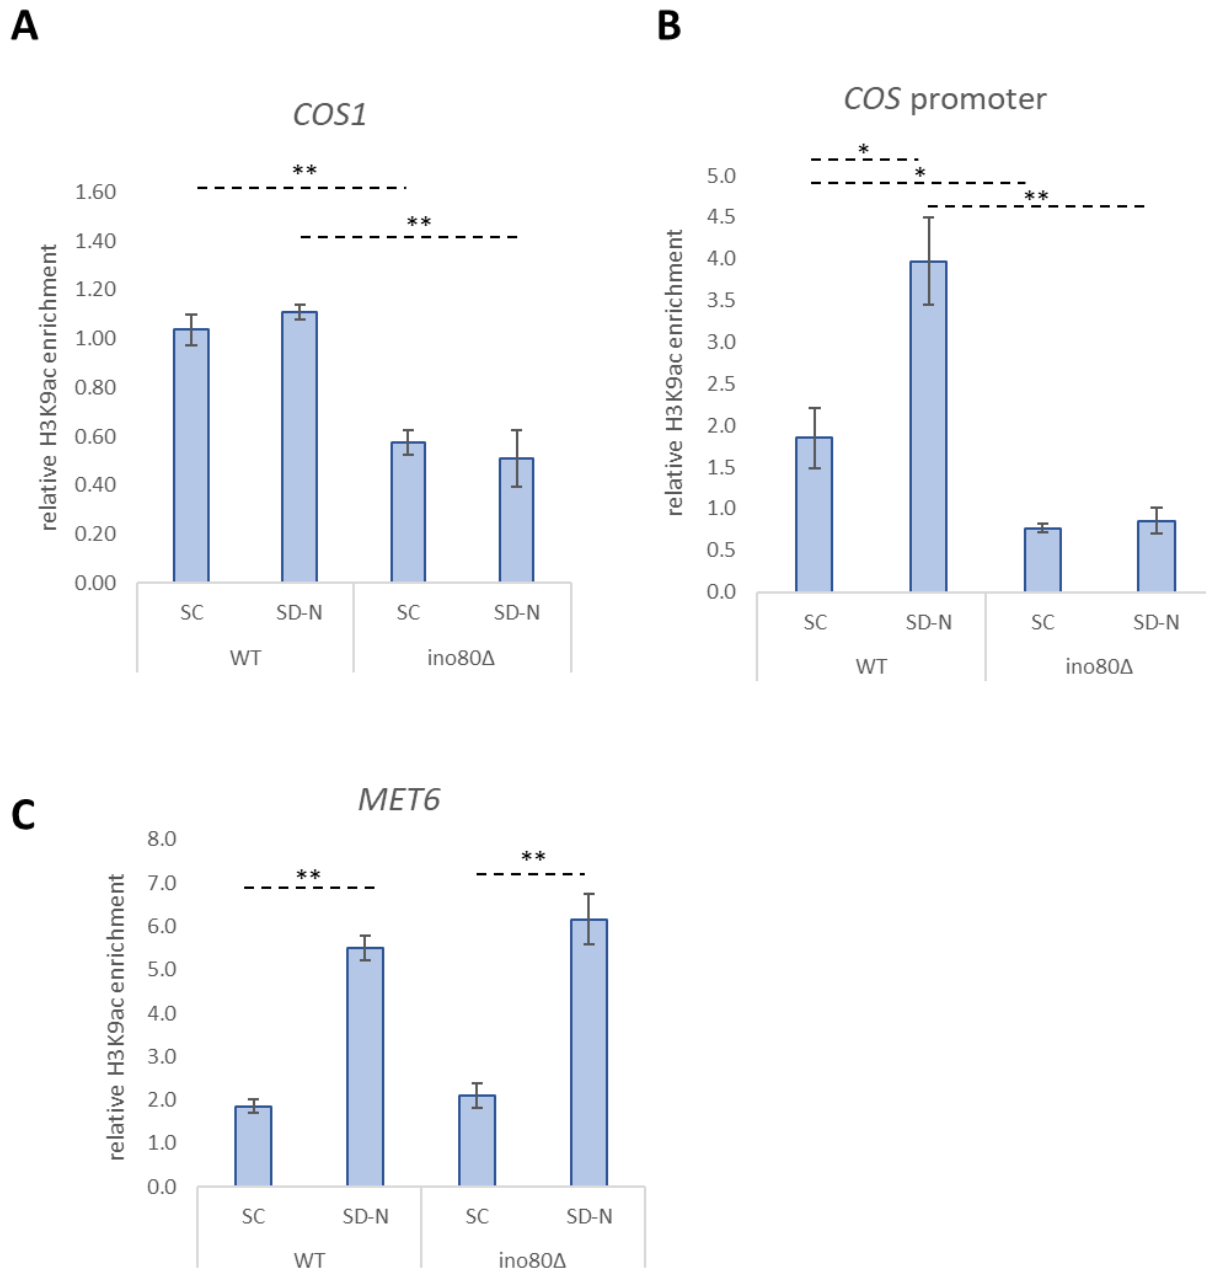 A
COS1
**
**
relative H3K9ac enrichment
1.60
1.40
1.20
1.00
0.80
0.60
0.40
0.20
0.00
SC SD-N SC SD-N
WT ino80Δ
B
COS promoter
*
*
**
relative H3K9ac enrichment
5.0
4.5
4.0
3.5
3.0
2.5
2.0
1.5
1.0
0.5
0.0
SC SD-N SC SD-N
WT ino80Δ
C
MET6
**
**
relative H3K9ac enrichment
8.0
7.0
6.0
5.0
4.0
3.0
2.0
1.0
0.0
SC SD-N SC SD-N
WT ino80Δ